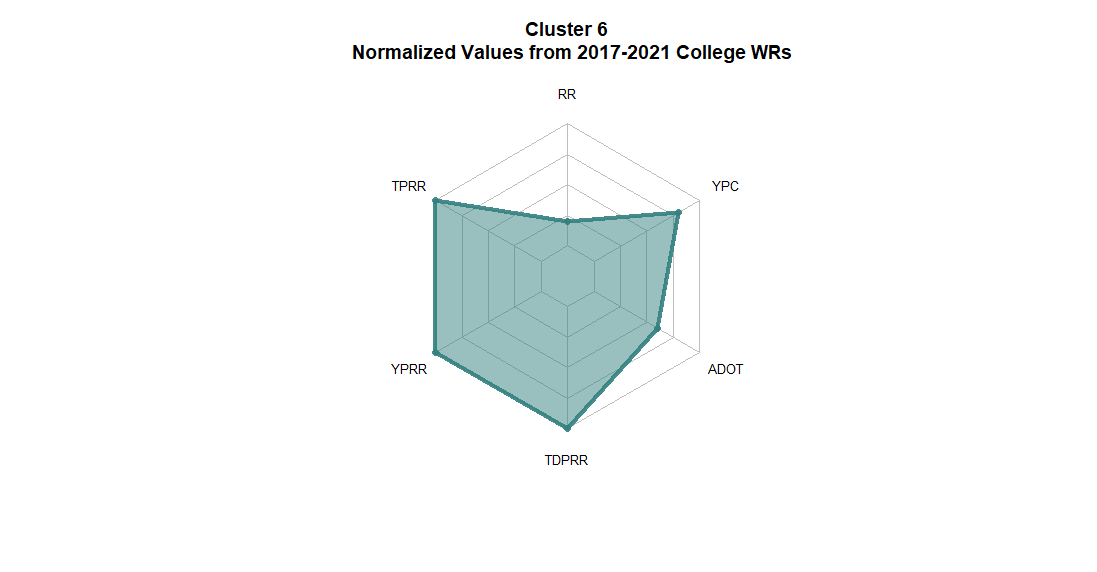 Cluster 6
Normalized Values from 2017-2021 College WRs
RR
TPRR
YPC
YPRR
ADOT
TDPRR